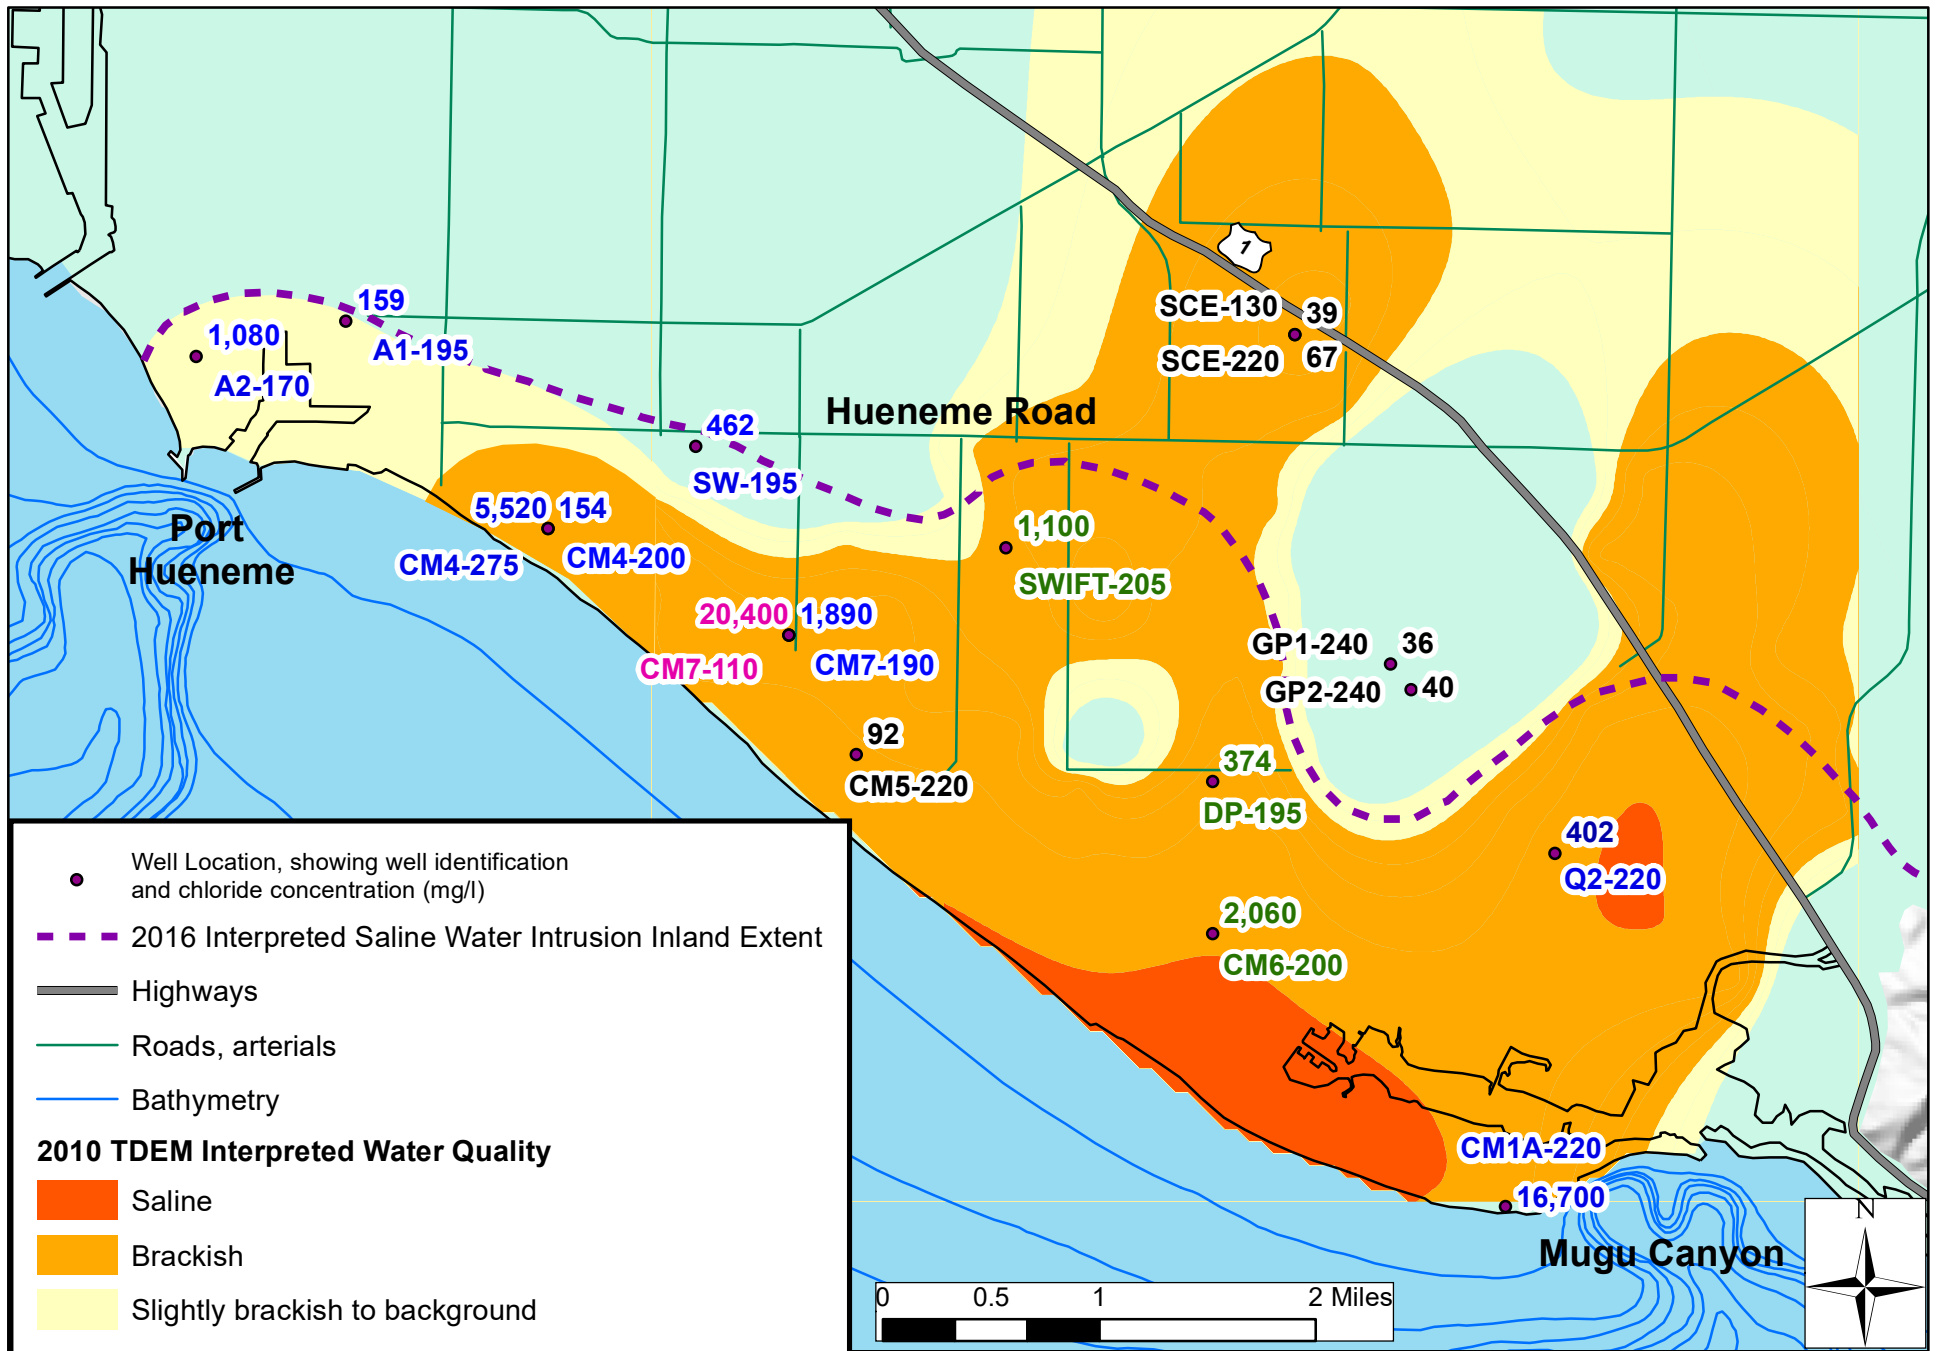 1
SCE-130 39
SCE-220 67
159
A1-195
1,080
A2-170
Hueneme Road
462
SW-195
5,520 154
CM4-275 CM4-200
Port
Hueneme
1,100
SWIFT-205
20,400 1,890
CM7-110 CM7-190
GP1-240 36
GP2-240 40
92
CM5-220
374
DP-195
402
Q2-220
2,060
CM6-200
CM1A-220
16,700
Mugu Canyon
Well Location, showing well identification
and chloride concentration (mg/l)
2016 Interpreted Saline Water Intrusion Inland Extent
Highways
Roads, arterials
Bathymetry
2010 TDEM Interpreted Water Quality
Saline
Brackish
Slightly brackish to background
0 0.5 1 2 Miles
N